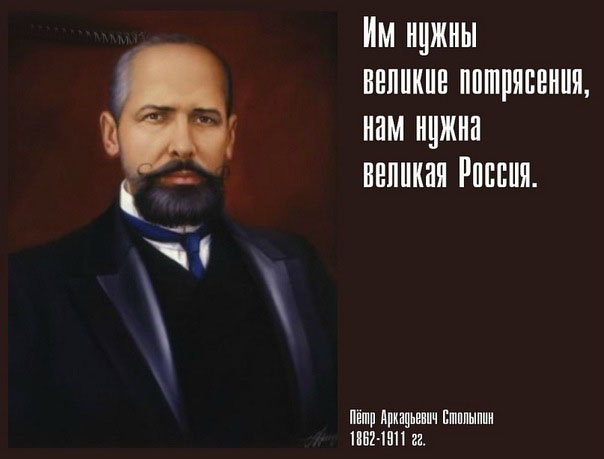 Им нужны
великие потрясения,
нам нужна
великая Россия.
Пётр Аркадьевич Столыпин
1862-1911 гг.